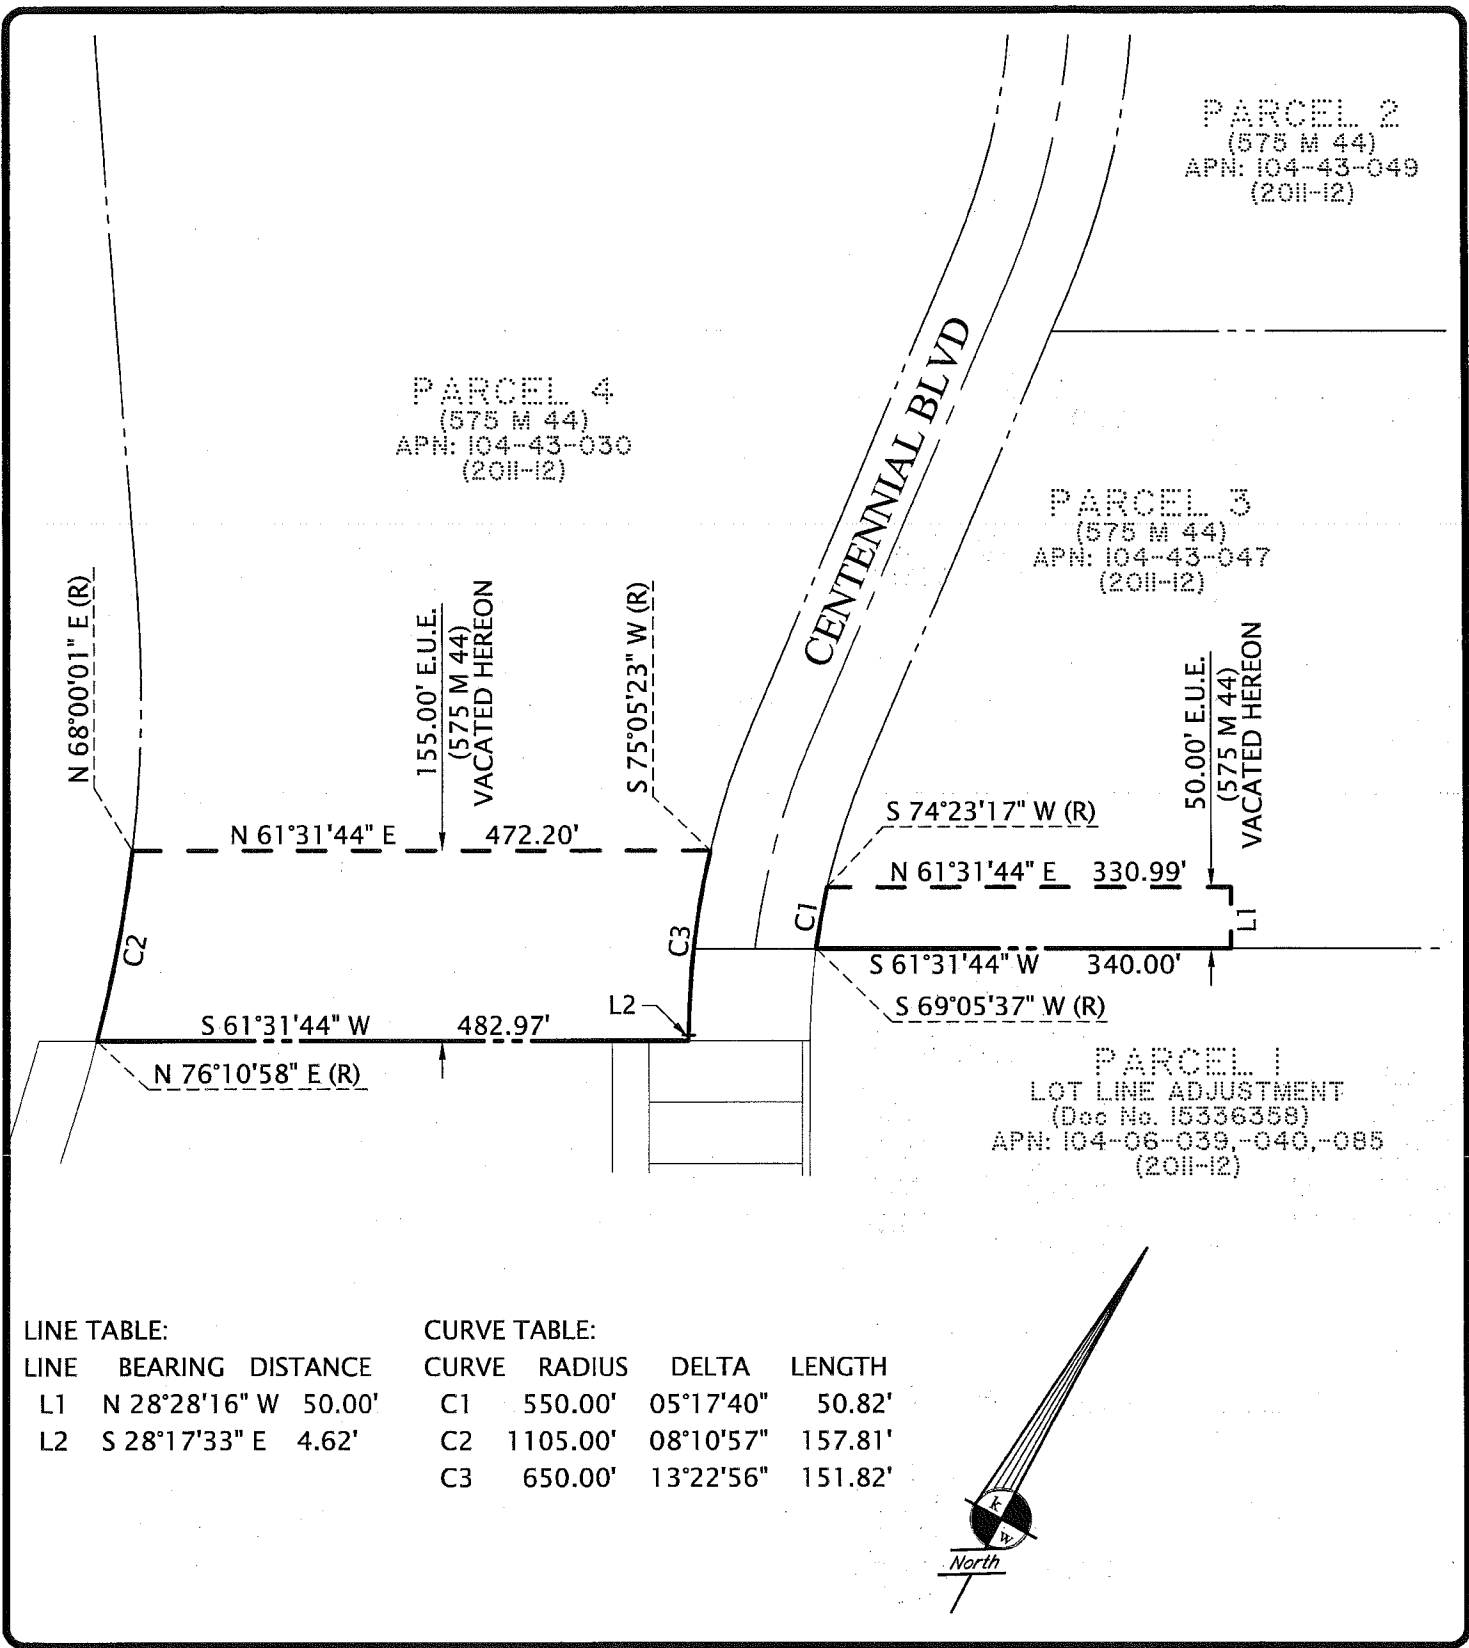 PARCEL 2
(575 M 44)
APN: 104-43-049
(2011-12)
PARCEL 4
(575 M 44)
APN: 104-43-030
(2011-12)
CENTENNIAL BLVD
PARCEL 3
(575 M 44)
APN: 104-43-047
(2011-12)
N 68°00'01" E (R)
155.00' E.U.E.
(575 M 44)
VACATED HEREON
S 75°05'23" W (R)
50.00' E.U.E.
(575 M 44)
VACATED HEREON
S 74°23'17" W (R)
N 61°31'44" E 472.20'
N 61°31'44" E 330.99'
C2
C3
C1
L1
S 61°31'44" W 340.00'
L2
S 69°05'37" W (R)
S 61°31'44" W 482.97'
N 76°10'58" E (R)
PARCEL 1
LOT LINE ADJUSTMENT
(Doc No. 15336358)
APN: 104-06-039,-040,-085
(2011-12)
LINE TABLE:
LINE BEARING DISTANCE
L1 N 28°28'16" W 50.00'
L2 S 28°17'33" E 4.62'
CURVE TABLE:
CURVE RADIUS DELTA LENGTH
C1 550.00' 05°17'40" 50.82'
C2 1105.00' 08°10'57" 157.81'
C3 650.00' 13°22'56" 151.82'
k
w
North